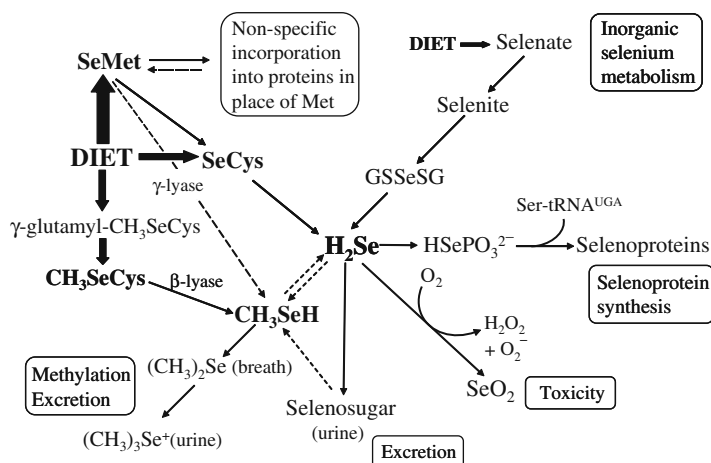 Non-specific
incorporation
into proteins in
place of Met
SeMet
DIET
Selenate
Inorganic
selenium
metabolism
Selenite
DIET
SeCys
γ-lyase
GSSeSG
γ-glutamyl-CH₃SeCys
Ser-tRNAᵁᴳᴬ
H₂Se
HSePO₃²⁻
Selenoproteins
CH₃SeCys
β-lyase
O₂
Selenoprotein
synthesis
CH₃SeH
H₂O₂
+ O₂⁻
Methylation
Excretion
(CH₃)₂Se (breath)
SeO₂
Toxicity
Selenosugar
(urine)
(CH₃)₃Se⁺(urine)
Excretion